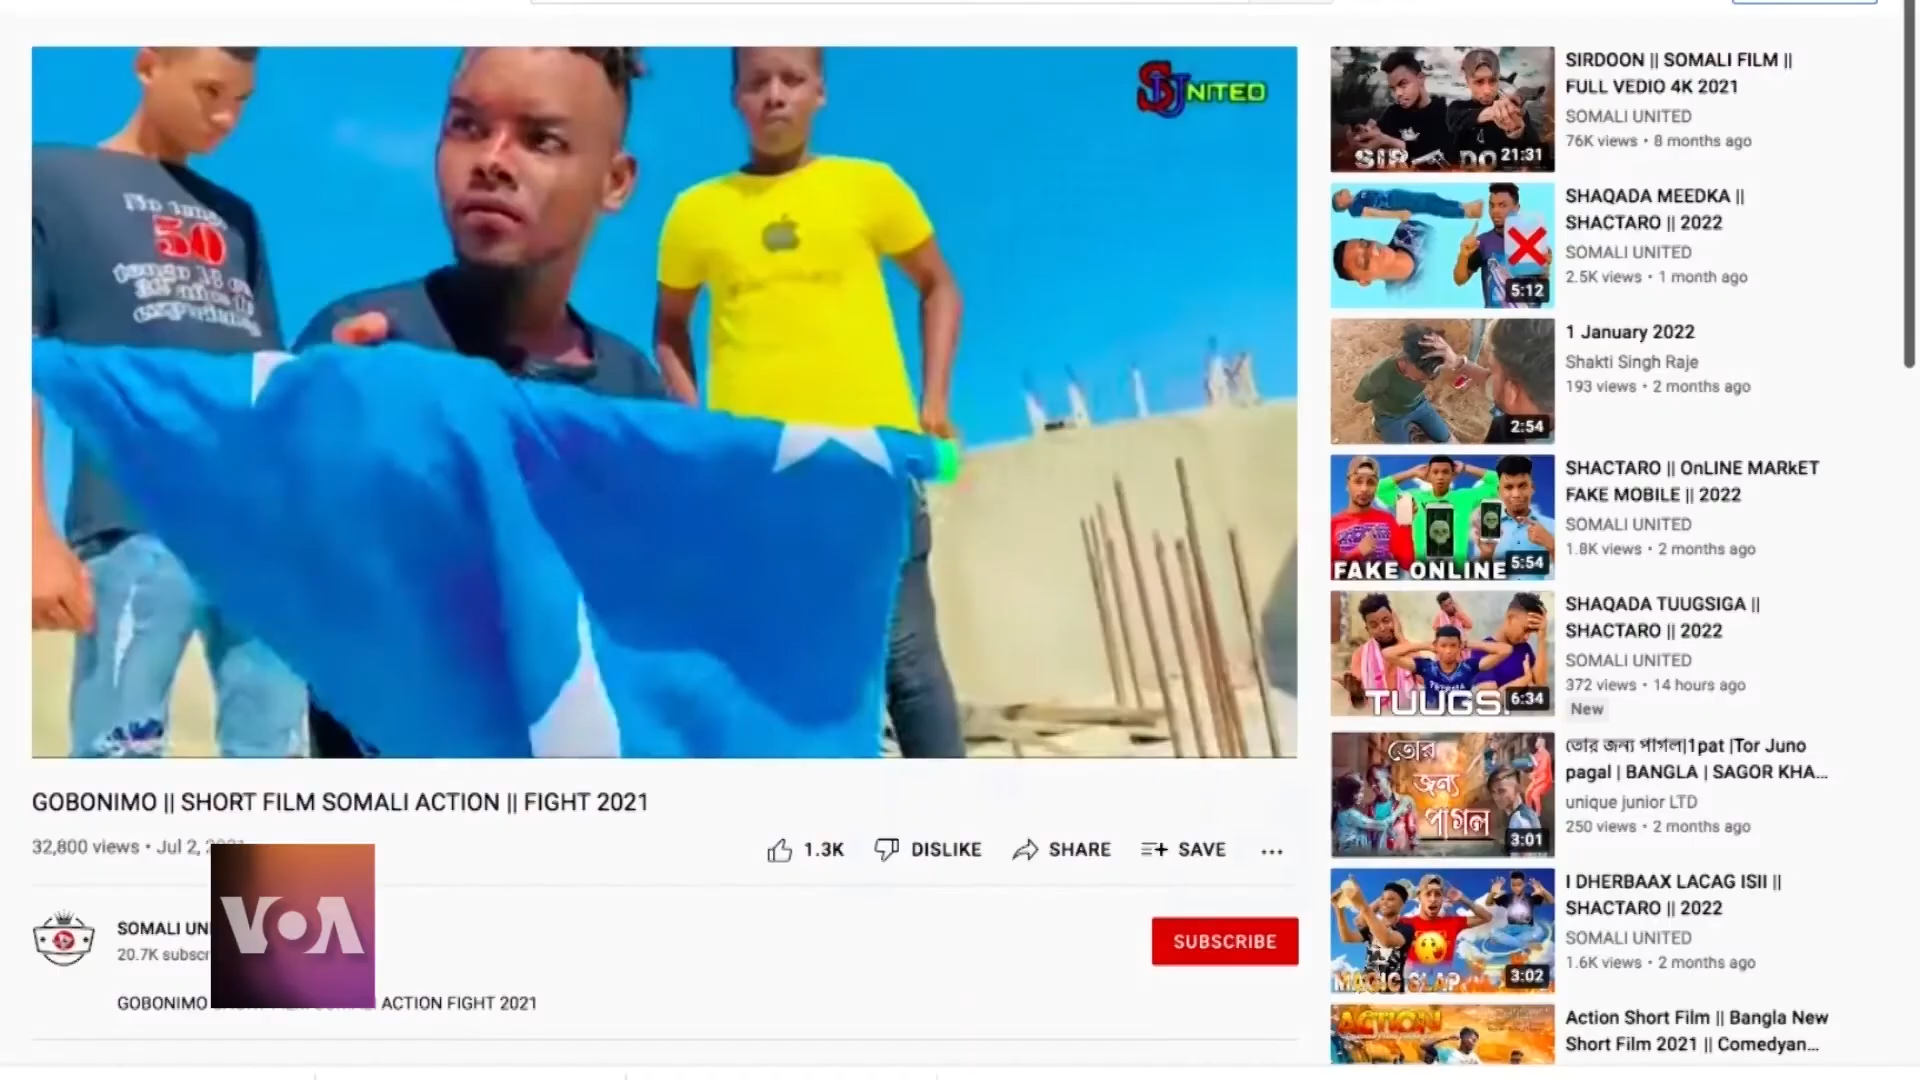 SUNITED
50
GOBONIMO || SHORT FILM SOMALI ACTION || FIGHT 2021
32,800 views • Jul 2,
1.3K
DISLIKE
SHARE
SAVE
SOMALI
20.7K
SUBSCRIBE
VOA
GOBONIMO
ACTION FIGHT 2021
21:31
SIRDOON || SOMALI FILM ||
FULL VEDIO 4K 2021
SOMALI UNITED
76K views • 8 months ago
5:12
SHAQADA MEEDKA ||
SHACTARO || 2022
SOMALI UNITED
2.5K views • 1 month ago
2:54
1 January 2022
Shakti Singh Raje
193 views • 2 months ago
FAKE ONLINE
5:54
SHACTARO || OnLINE MARkET
FAKE MOBILE || 2022
SOMALI UNITED
1.8K views • 2 months ago
6:34
SHAQADA TUUGSIGA ||
SHACTARO || 2022
SOMALI UNITED
372 views • 14 hours ago
New
তোর
জন্য
পাগল
3:01
তোর জন্য পাগল|1pat |Tor Juno
pagal | BANGLA | SAGOR KHA...
unique junior LTD
250 views • 2 months ago
MAGIC SLAP
3:02
I DHERBAAX LACAG ISII ||
SHACTARO || 2022
SOMALI UNITED
1.6K views • 2 months ago
ACTION
Action Short Film || Bangla New
Short Film 2021 || Comedyan...